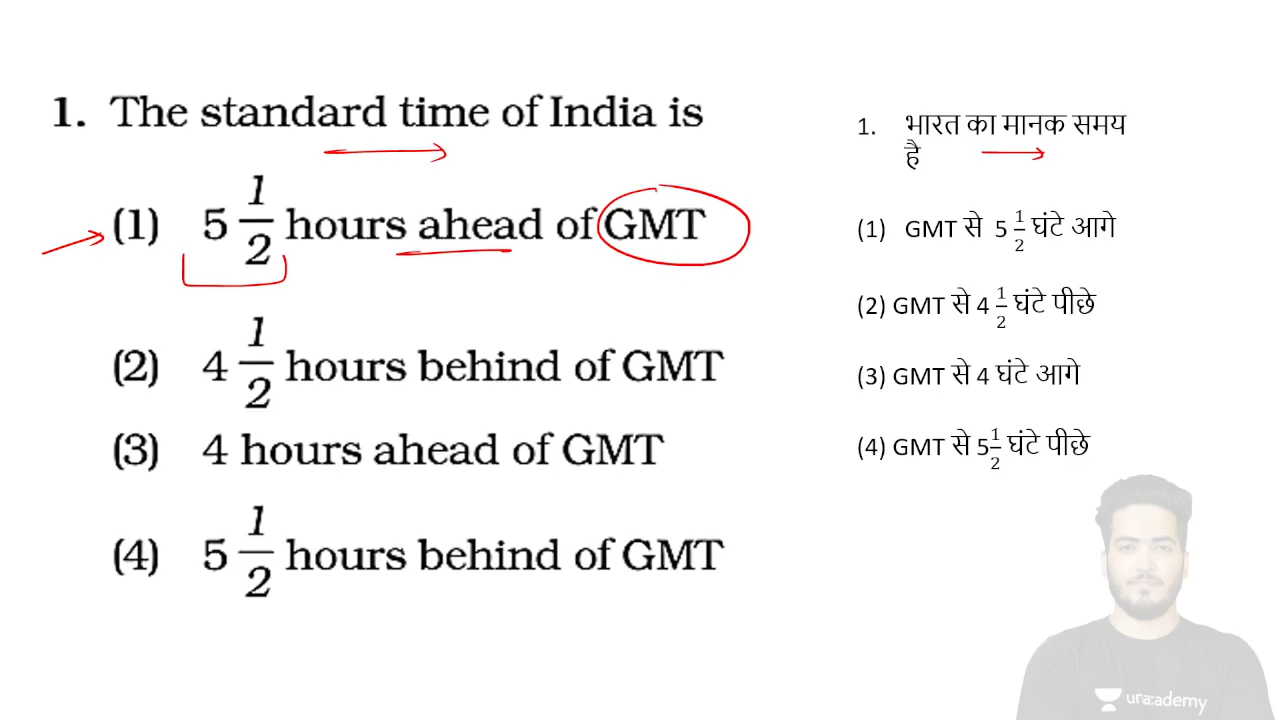 1. The standard time of India is
(1) 5 1/2 hours ahead of GMT
(2) 4 1/2 hours behind of GMT
(3) 4 hours ahead of GMT
(4) 5 1/2 hours behind of GMT
1. भारत का मानक समय
है
(1) GMT से 5 1/2 घंटे आगे
(2) GMT से 4 1/2 घंटे पीछे
(3) GMT से 4 घंटे आगे
(4) GMT से 5 1/2 घंटे पीछे
unacademy